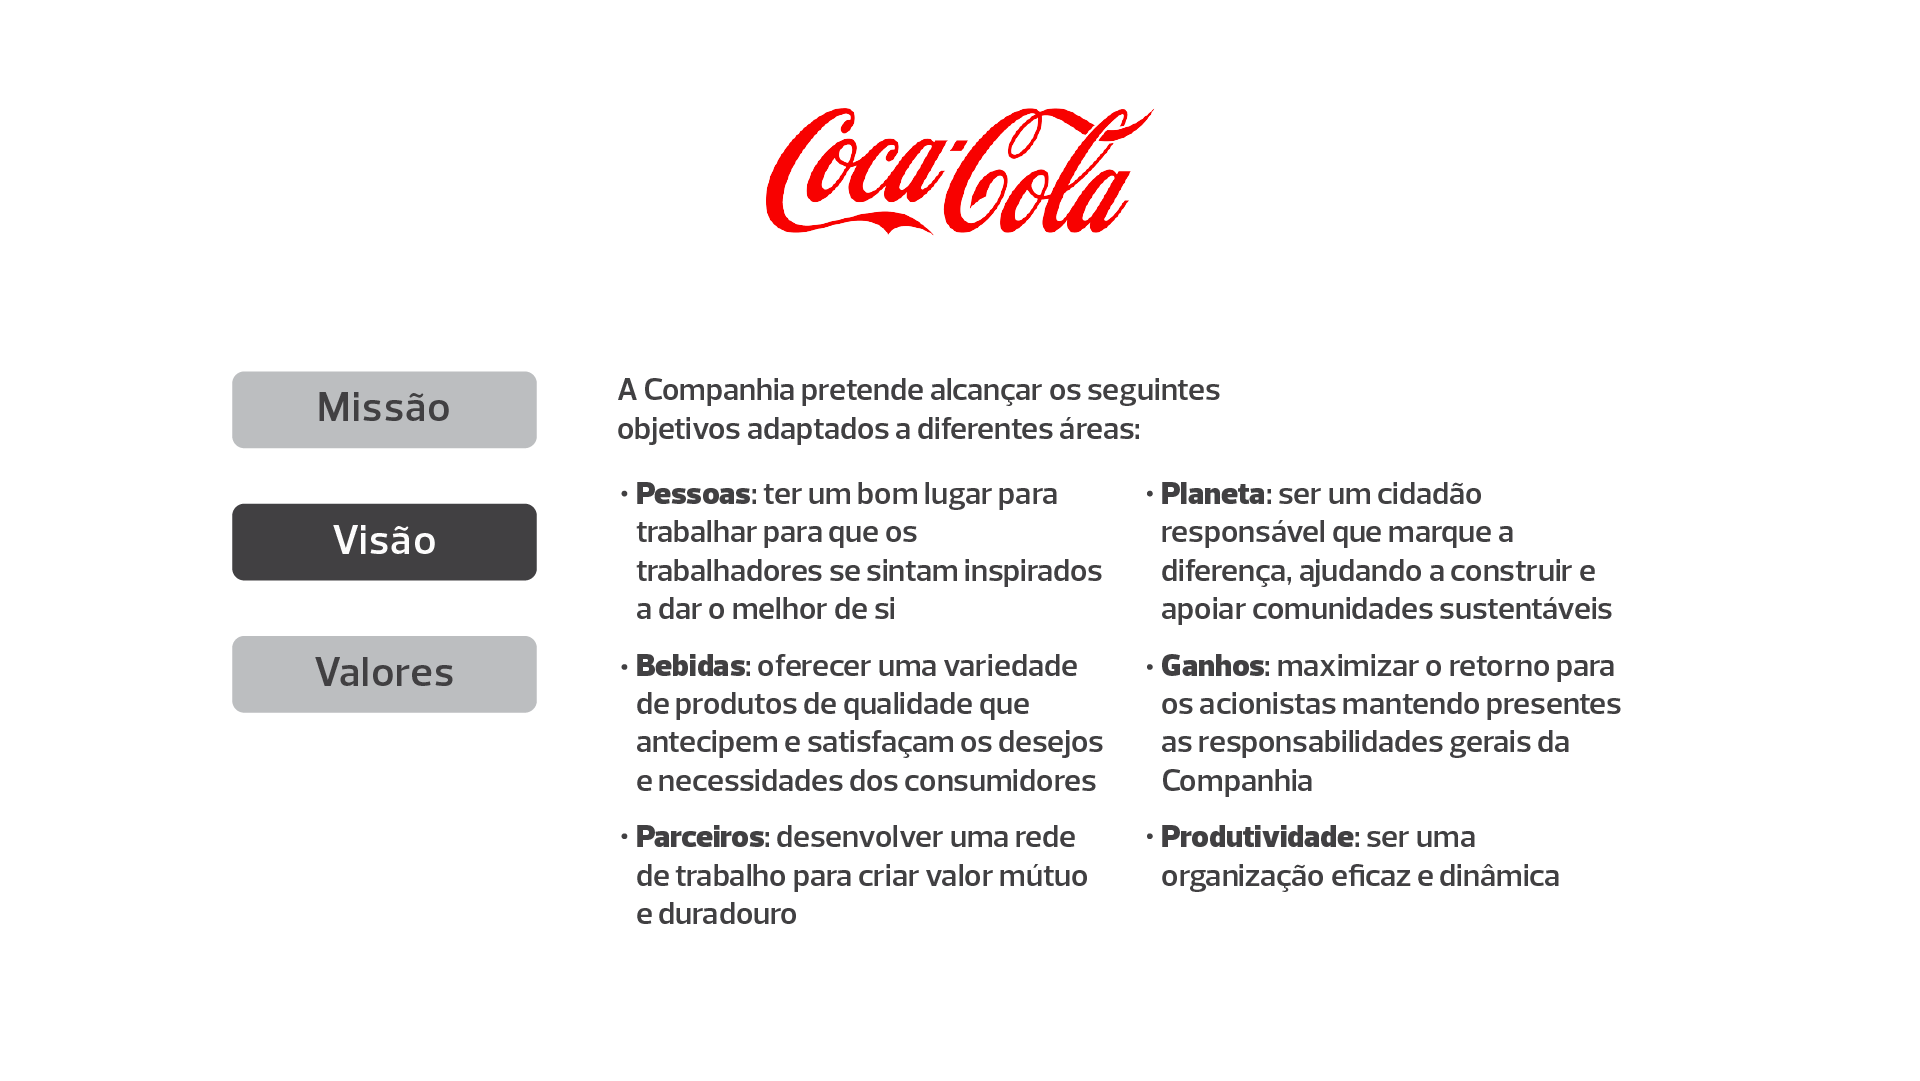 Coca-Cola
Missão
Visão
Valores
A Companhia pretende alcançar os seguintes
objetivos adaptados a diferentes áreas:
· Pessoas: ter um bom lugar para
trabalhar para que os
trabalhadores se sintam inspirados
a dar o melhor de si
· Bebidas: oferecer uma variedade
de produtos de qualidade que
antecipem e satisfaçam os desejos
e necessidades dos consumidores
· Parceiros: desenvolver uma rede
de trabalho para criar valor mútuo
e duradouro
· Planeta: ser um cidadão
responsável que marque a
diferença, ajudando a construir e
apoiar comunidades sustentáveis
· Ganhos: maximizar o retorno para
os acionistas mantendo presentes
as responsabilidades gerais da
Companhia
· Produtividade: ser uma
organização eficaz e dinâmica